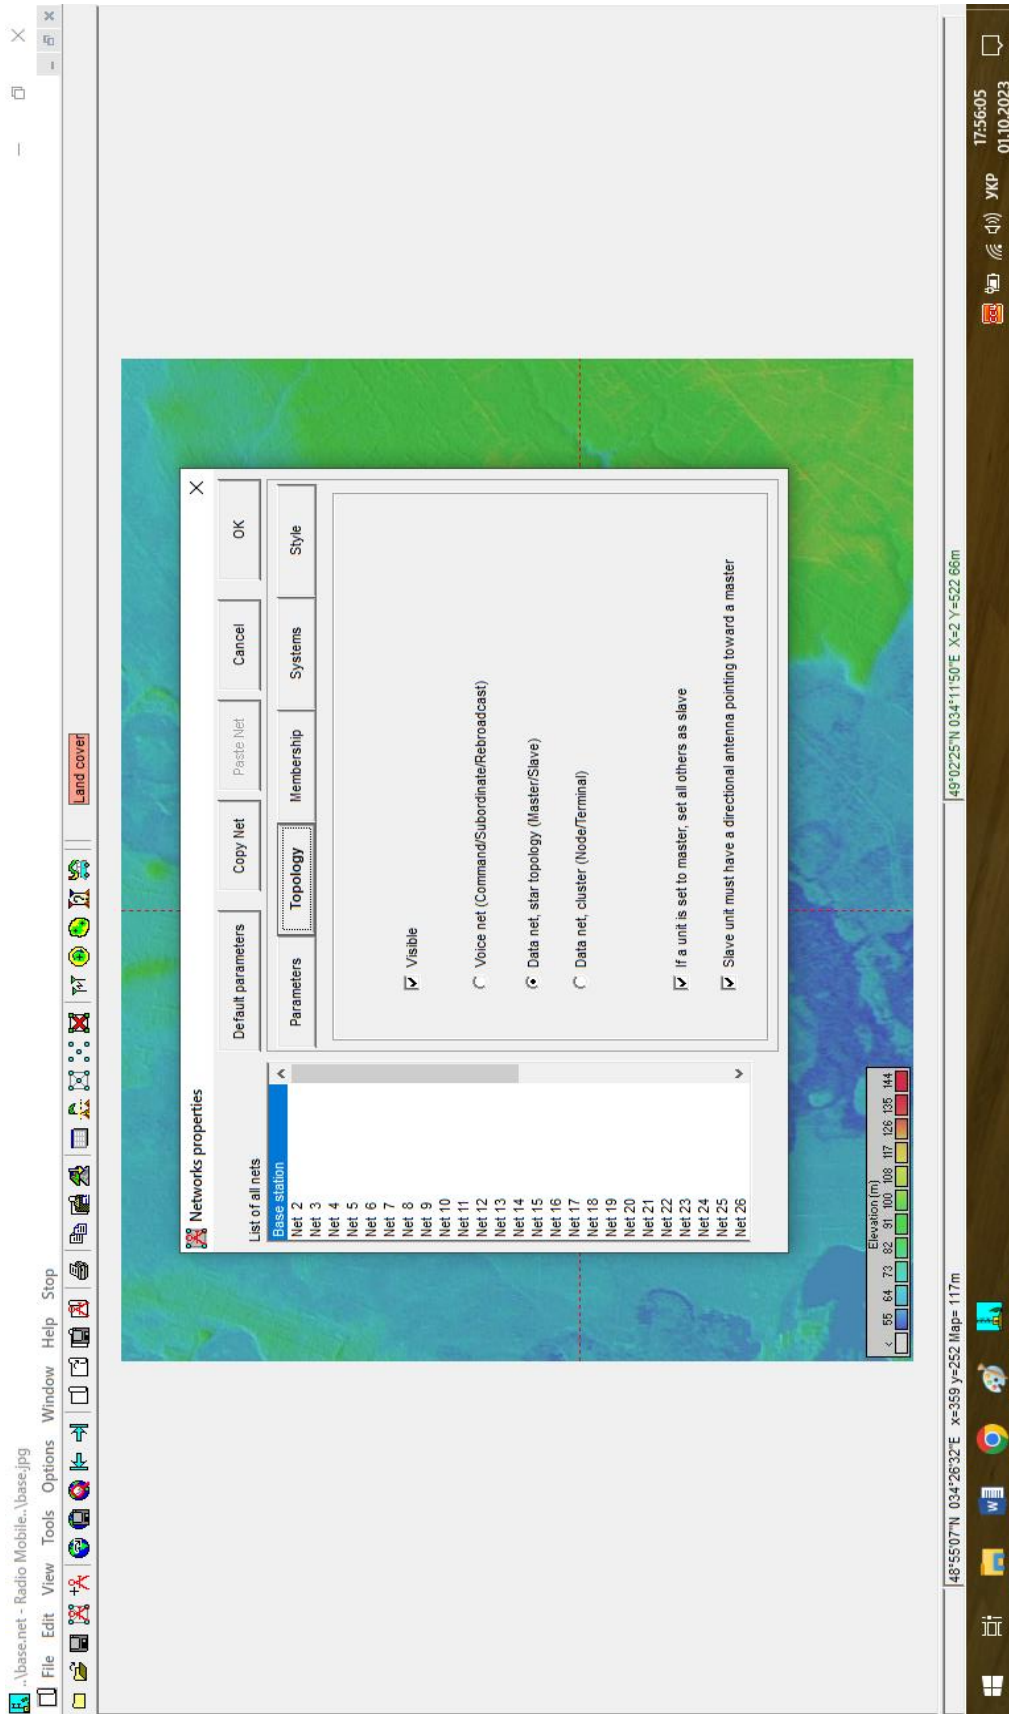 ..\base.net - Radio Mobile..\base.jpg
File Edit View Tools Options Window Help Stop
Land cover
Networks properties
List of all nets
Default parameters Copy Net Paste Net Cancel OK
Parameters Topology Membership Systems Style
Base station
Net 2
Net 3
Net 4
Net 5
Net 6
Net 7
Net 8
Net 9
Net 10
Net 11
Net 12
Net 13
Net 14
Net 15
Net 16
Net 17
Net 18
Net 19
Net 20
Net 21
Net 22
Net 23
Net 24
Net 25
Net 26
Visible
Voice net (Command/Subordinate/Rebroadcast)
Data net, star topology (Master/Slave)
Data net, cluster (Node/Terminal)
If a unit is set to master, set all others as slave
Slave unit must have a directional antenna pointing toward a master
Elevation (m)
< 55 64 73 82 91 100 108 117 126 135 144
48°55'07"N 034°26'32"E x=359 y=252 Map= 117m
49°02'25"N 034°11'50"E X=2 Y=522 66m
УКР
17:56:05
01.10.2023